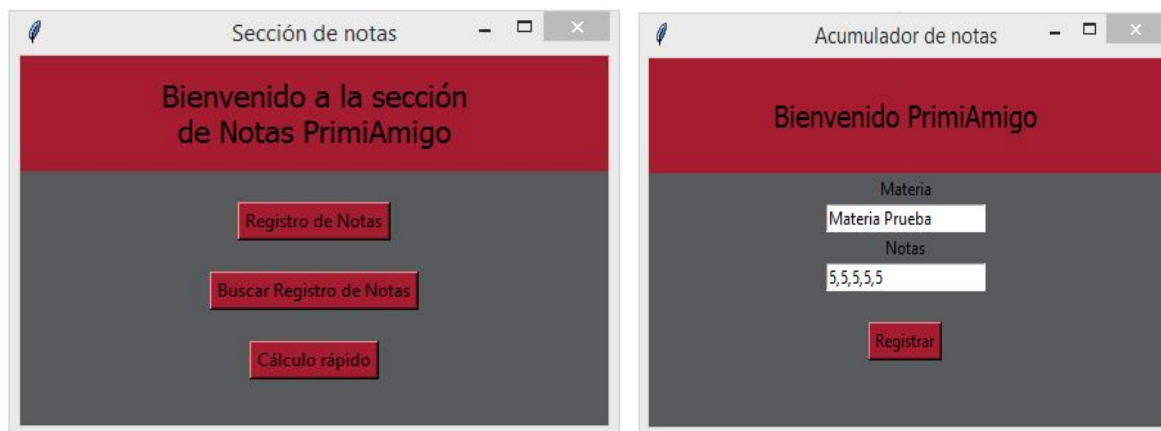 Sección de notas
Bienvenido a la sección
de Notas PrimiAmigo
Registro de Notas
Buscar Registro de Notas
Cálculo rápido
Acumulador de notas
Bienvenido PrimiAmigo
Materia
Materia Prueba
Notas
5,5,5,5,5
Registrar